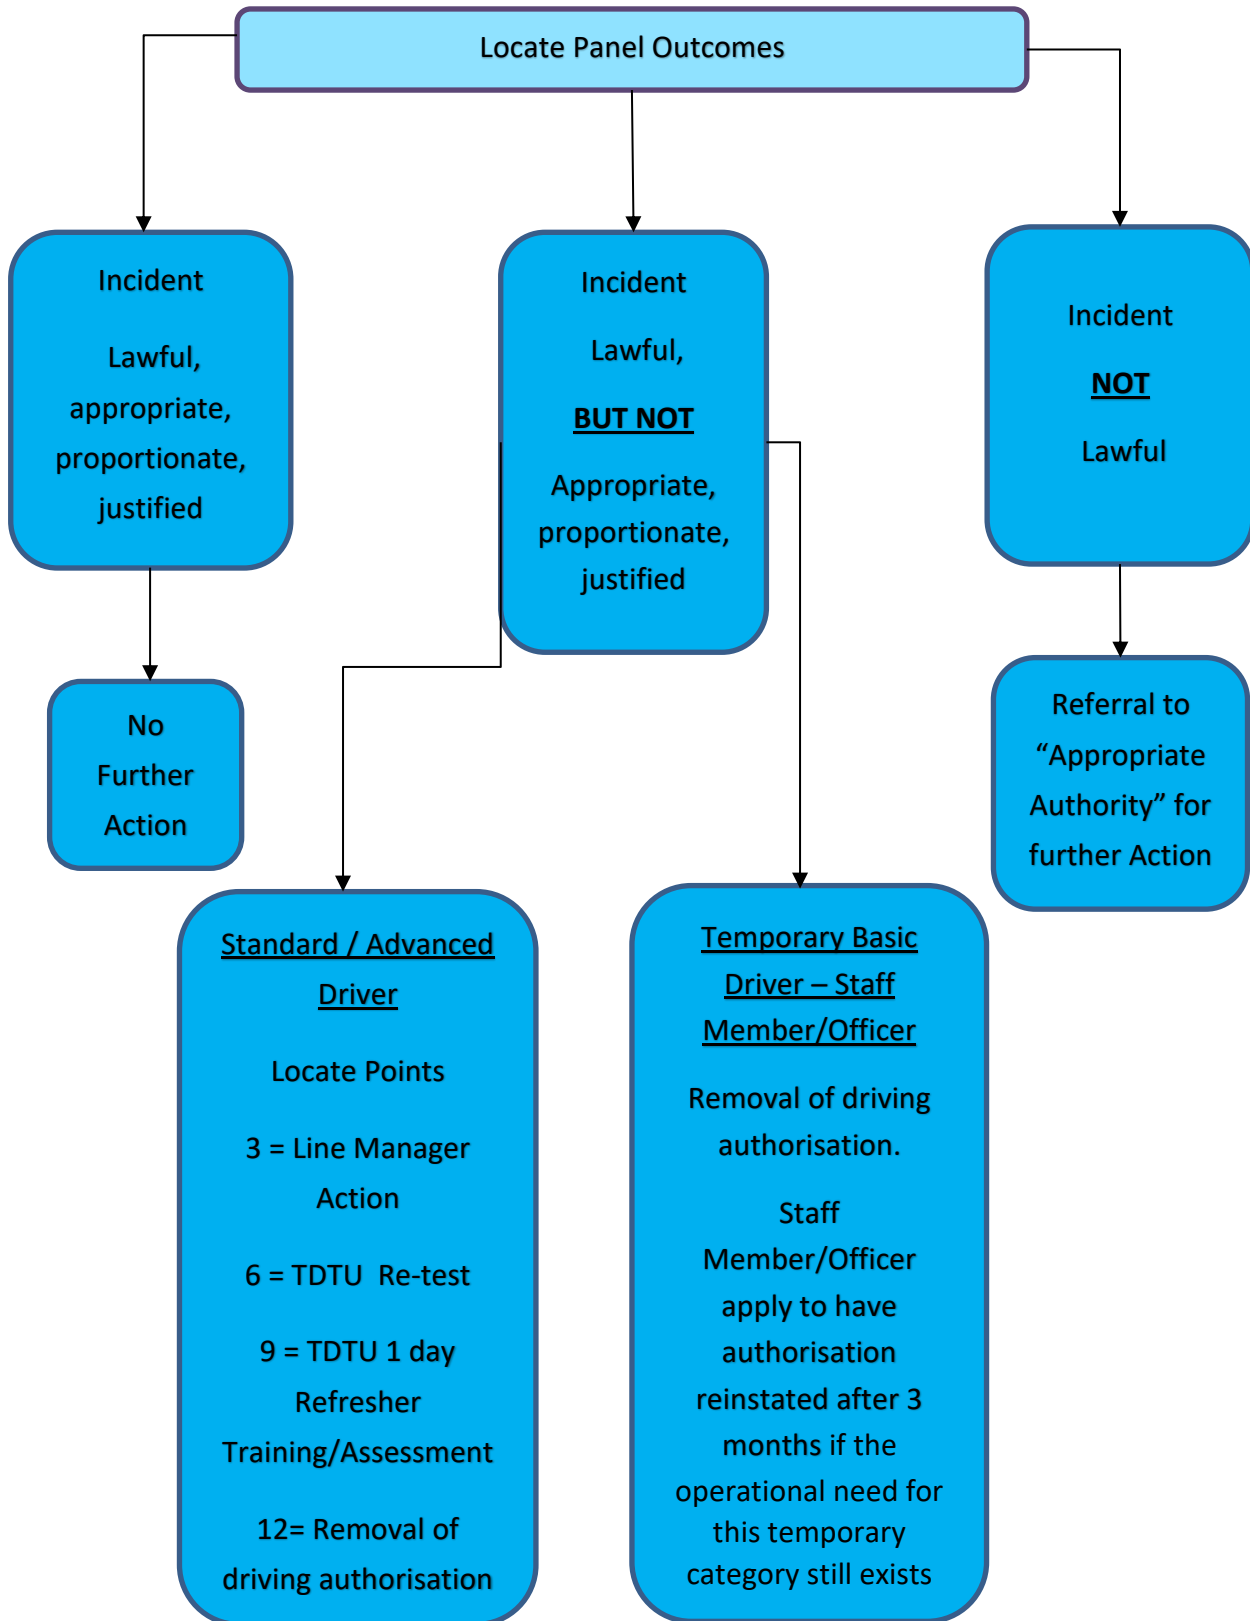 Locate Panel Outcomes
Incident
Lawful,
appropriate,
proportionate,
justified
Incident
Lawful,
BUT NOT
Appropriate,
proportionate,
justified
Incident
NOT
Lawful
No
Further
Action
Referral to
“Appropriate
Authority” for
further Action
Standard / Advanced
Driver
Locate Points
3 = Line Manager
Action
6 = TDTU  Re-test
9 = TDTU 1 day
Refresher
Training/Assessment
12= Removal of
driving authorisation
Temporary Basic
Driver – Staff
Member/Officer
Removal of driving
authorisation.
Staff
Member/Officer
apply to have
authorisation
reinstated after 3
months if the
operational need for
this temporary
category still exists